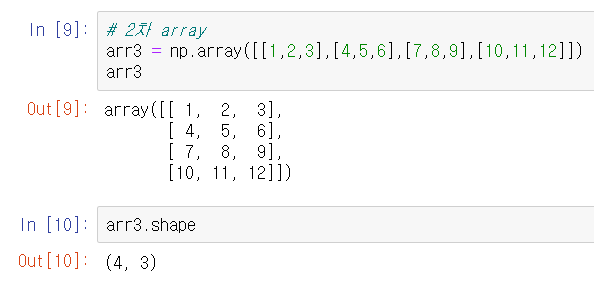 In [9]: # 2차 array
arr3 = np.array([[1,2,3],[4,5,6],[7,8,9],[10,11,12]])
arr3
Out[9]: array([[ 1,  2,  3],
       [ 4,  5,  6],
       [ 7,  8,  9],
       [10, 11, 12]])
In [10]: arr3.shape
Out[10]: (4, 3)